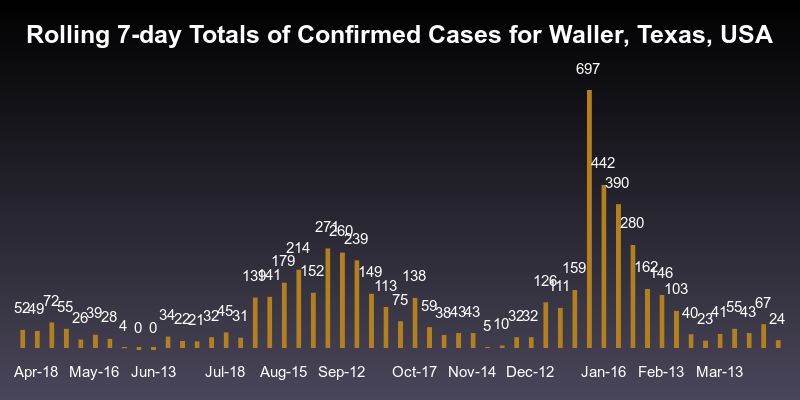 Rolling 7-day Totals of Confirmed Cases for Waller, Texas, USA
697
442
390
280
271 260 239
214
179 152 149 162 146 159
139 141 138 126 111 113 103
72 55 52 49 75 59
26 39 28 34 22 21 32 45 31 38 43 43 32 32 40 23 41 55 43 67 24
4 0 0 5 10
Apr-18 May-16 Jun-13 Jul-18 Aug-15 Sep-12 Oct-17 Nov-14 Dec-12 Jan-16 Feb-13 Mar-13